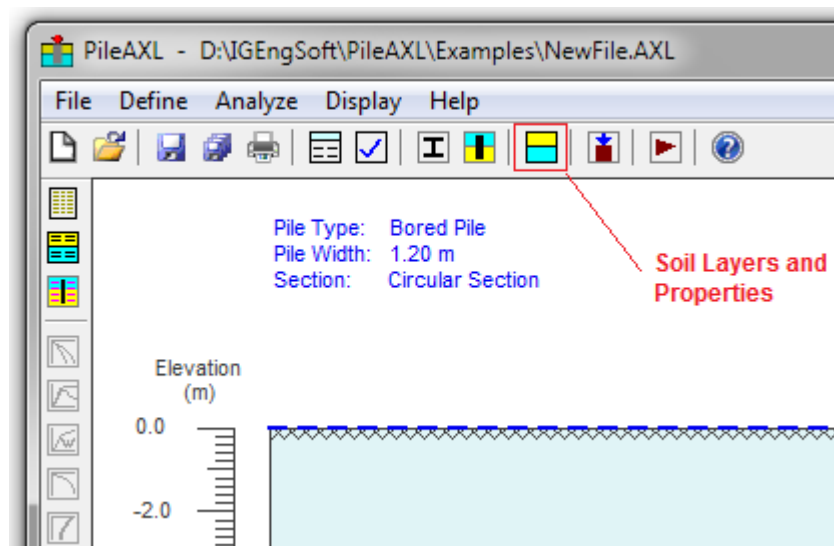 PileAXL - D:\IGEngSoft\PileAXL\Examples\NewFile.AXL
File Define Analyze Display Help
Pile Type: Bored Pile
Pile Width: 1.20 m
Section: Circular Section
Soil Layers and
Properties
Elevation
(m)
0.0
-2.0